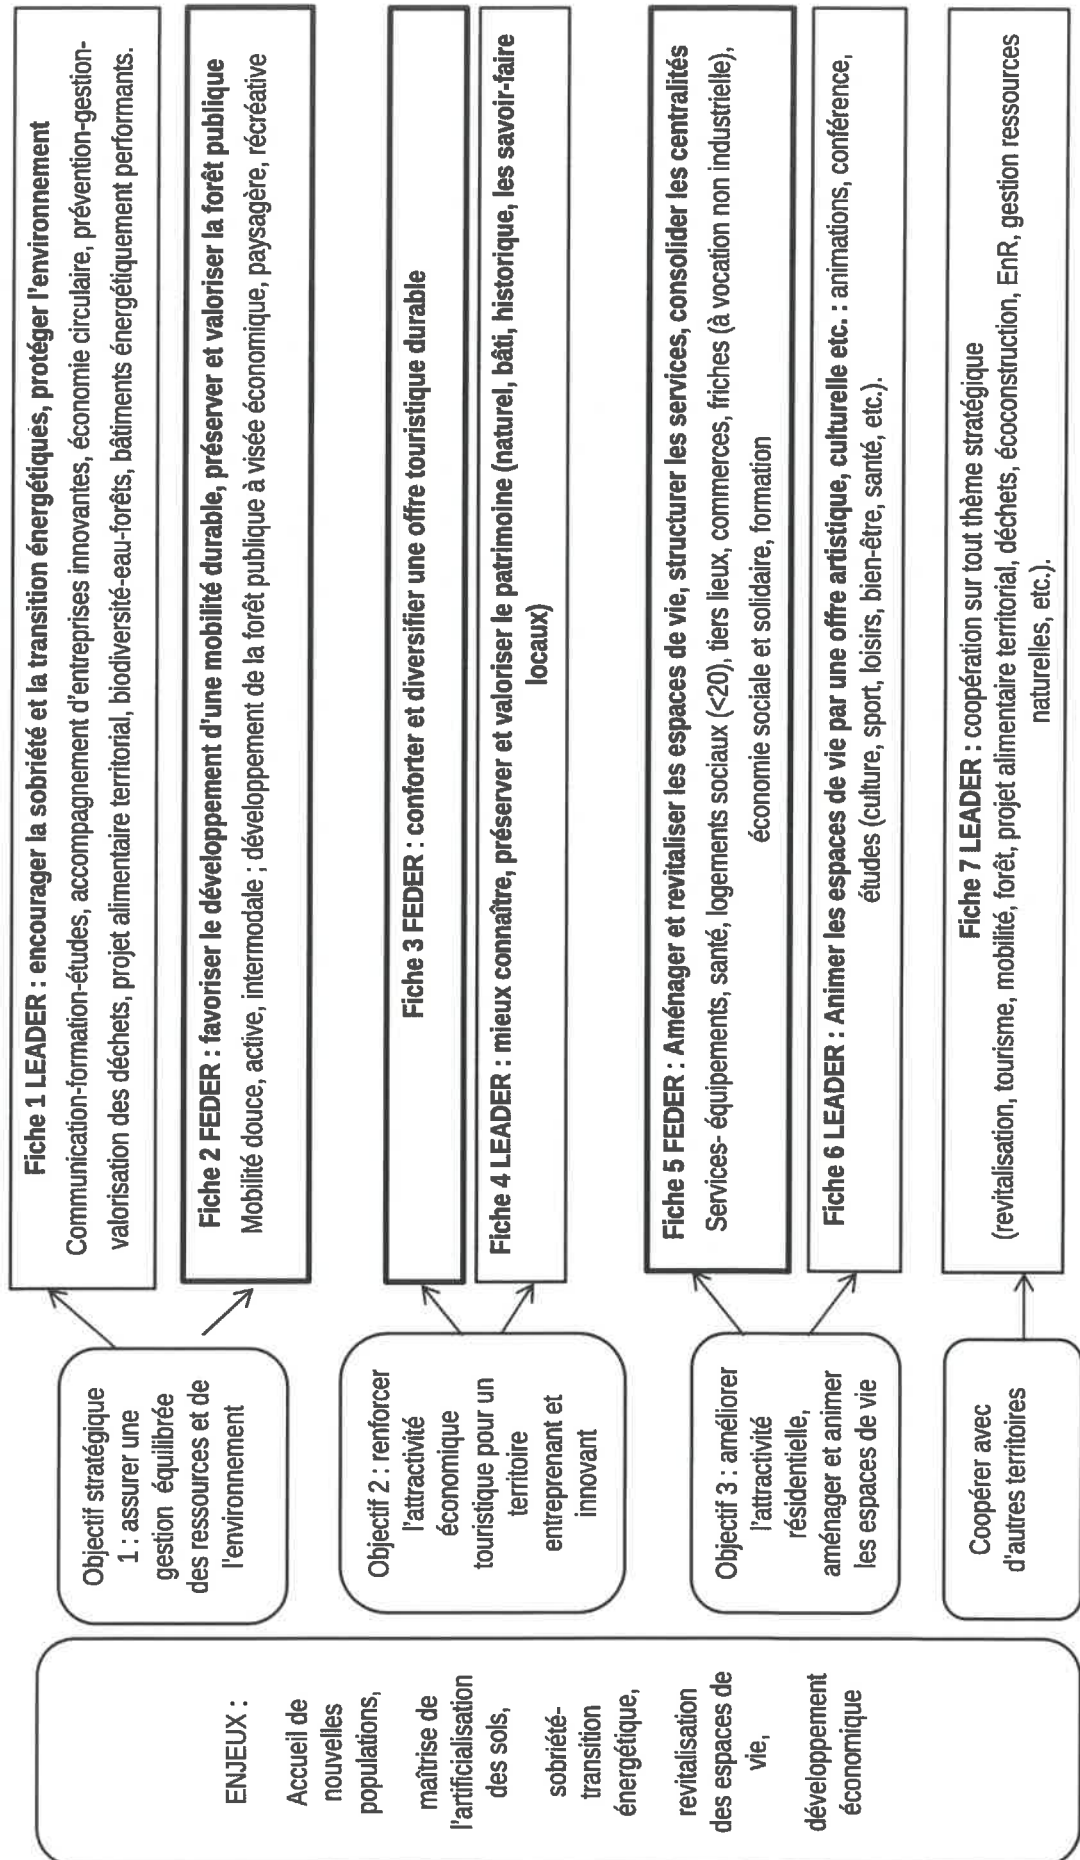 ENJEUX :
Accueil de
nouvelles
populations,
maîtrise de
l'artificialisation
des sols,
sobriété-
transition
énergétique,
revitalisation
des espaces de
vie,
développement
économique
Objectif stratégique
1 : assurer une
gestion équilibrée
des ressources et de
l'environnement
Fiche 1 LEADER : encourager la sobriété et la transition énergétiques, protéger l'environnement
Communication-formation-études, accompagnement d'entreprises innovantes, économie circulaire, prévention-gestion-
valorisation des déchets, projet alimentaire territorial, biodiversité-eau-forêts, bâtiments énergétiquement performants.
Fiche 2 FEDER : favoriser le développement d'une mobilité durable, préserver et valoriser la forêt publique
Mobilité douce, active, intermodale ; développement de la forêt publique à visée économique, paysagère, récréative
Objectif 2 : renforcer
l'attractivité
économique
touristique pour un
territoire
entreprenant et
innovant
Fiche 3 FEDER : conforter et diversifier une offre touristique durable
Fiche 4 LEADER : mieux connaître, préserver et valoriser le patrimoine (naturel, bâti, historique, les savoir-faire
locaux)
Objectif 3 : améliorer
l'attractivité
résidentielle,
aménager et animer
les espaces de vie
Fiche 5 FEDER : Aménager et revitaliser les espaces de vie, structurer les services, consolider les centralités
Services- équipements, santé, logements sociaux (<20), tiers lieux, commerces, friches (à vocation non industrielle),
économie sociale et solidaire, formation
Fiche 6 LEADER : Animer les espaces de vie par une offre artistique, culturelle etc. : animations, conférence,
études (culture, sport, loisirs, bien-être, santé, etc.).
Coopérer avec
d'autres territoires
Fiche 7 LEADER : coopération sur tout thème stratégique
(revitalisation, tourisme, mobilité, forêt, projet alimentaire territorial, déchets, écoconstruction, EnR, gestion ressources
naturelles, etc.).